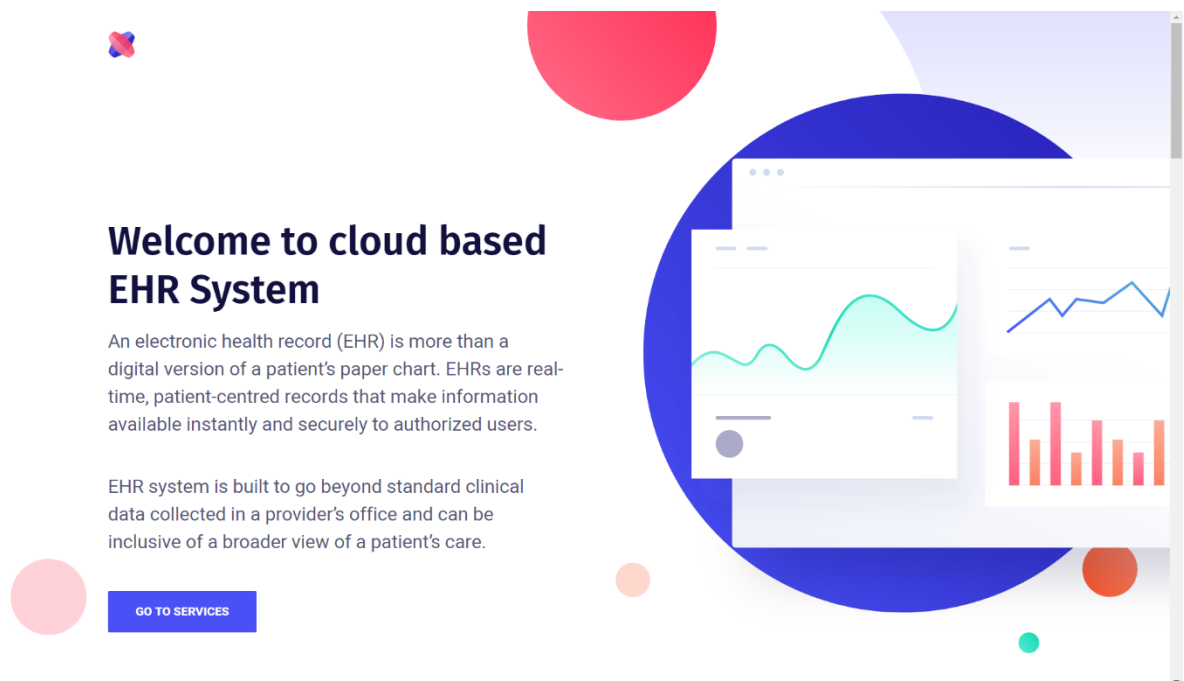 Welcome to cloud based
EHR System
An electronic health record (EHR) is more than a
digital version of a patient’s paper chart. EHRs are real-
time, patient-centred records that make information
available instantly and securely to authorized users.
EHR system is built to go beyond standard clinical
data collected in a provider’s office and can be
inclusive of a broader view of a patient’s care.
GO TO SERVICES